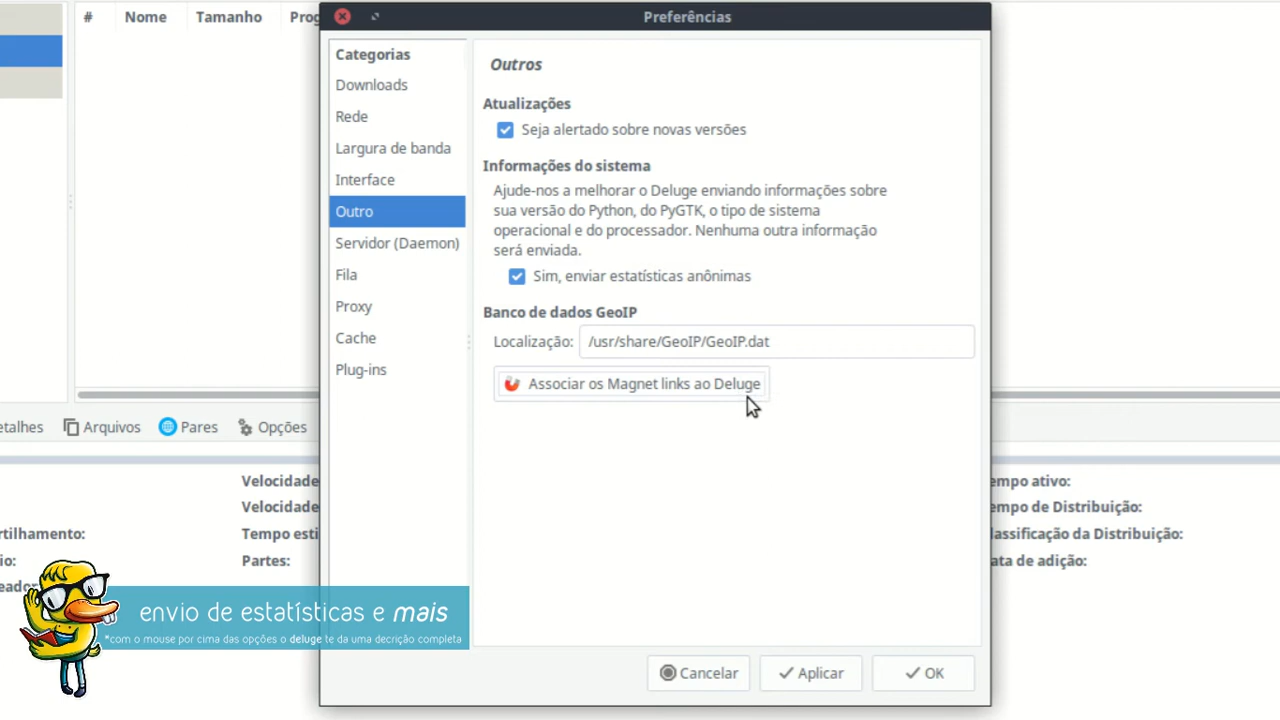 # Nome Tamanho Prog
Preferências
Categorias
Downloads
Rede
Largura de banda
Interface
Outro
Servidor (Daemon)
Fila
Proxy
Cache
Plug-ins
Outros
Atualizações
Seja alertado sobre novas versões
Informações do sistema
Ajude-nos a melhorar o Deluge enviando informações sobre
sua versão do Python, do PyGTK, o tipo de sistema
operacional e do processador. Nenhuma outra informação
será enviada.
Sim, enviar estatísticas anônimas
Banco de dados GeoIP
Localização: /usr/share/GeoIP/GeoIP.dat
Associar os Magnet links ao Deluge
Cancelar Aplicar OK
etalhes Arquivos Pares Opções
Velocidade
Velocidade
rtilhamento: Tempo esti
io: Partes:
eador
empo ativo:
empo de Distribuição:
lassificação da Distribuição:
ata de adição:
envio de estatísticas e mais
*com o mouse por cima das opções o deluge te da uma decrição completa